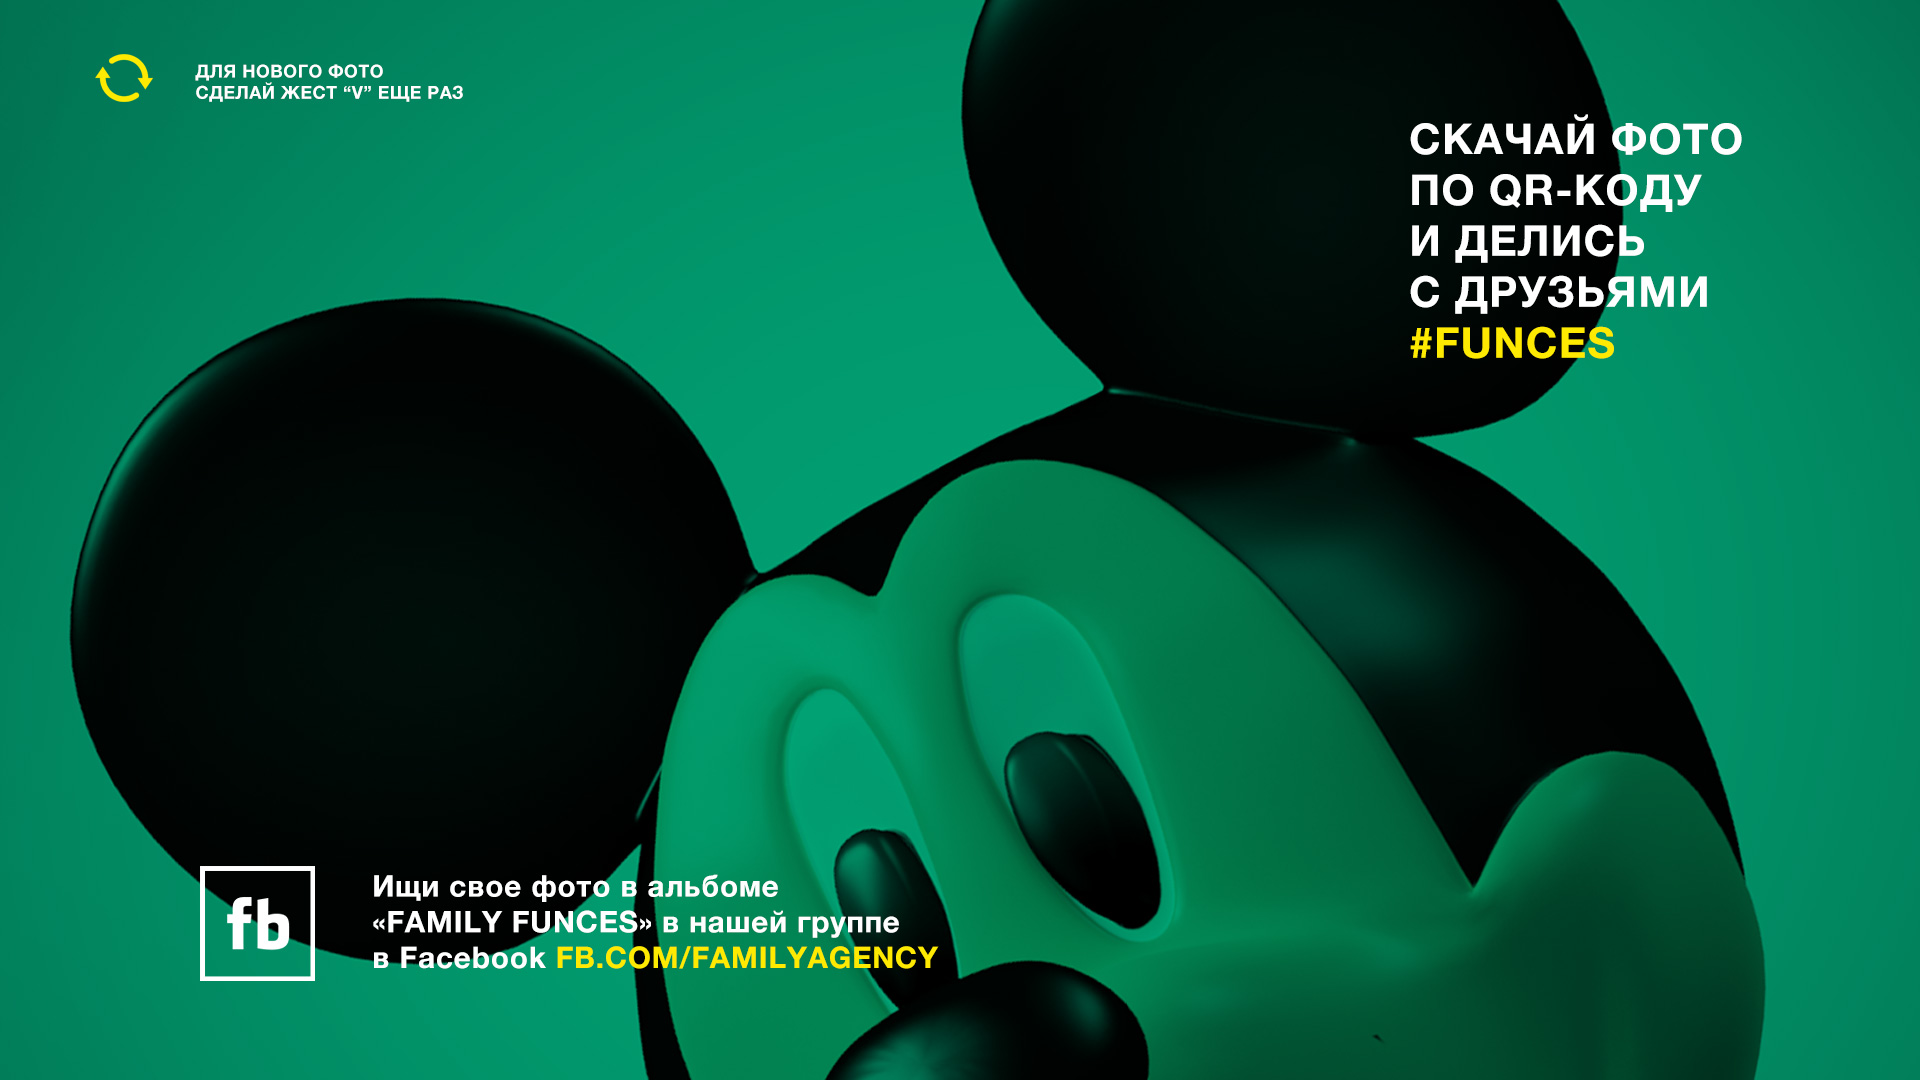 ДЛЯ НОВОГО ФОТО
СДЕЛАЙ ЖЕСТ “V” ЕЩЕ РАЗ
СКАЧАЙ ФОТО
ПО QR-КОДУ
И ДЕЛИСЬ
С ДРУЗЬЯМИ
#FUNCES
fb
Ищи свое фото в альбоме
«FAMILY FUNCES» в нашей группе
в Facebook FB.COM/FAMILYAGENCY